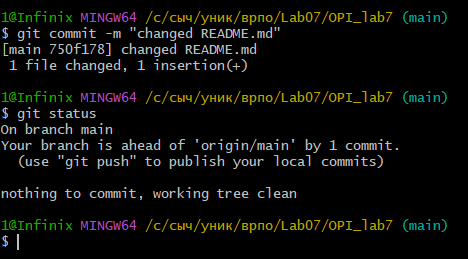 1@Infinix MINGW64 /c/сыч/уник/врпо/Lab07/OPI_lab7 (main)
$ git commit -m "changed README.md"
[main 750f178] changed README.md
 1 file changed, 1 insertion(+)

1@Infinix MINGW64 /c/сыч/уник/врпо/Lab07/OPI_lab7 (main)
$ git status
On branch main
Your branch is ahead of 'origin/main' by 1 commit.
  (use "git push" to publish your local commits)

nothing to commit, working tree clean

1@Infinix MINGW64 /c/сыч/уник/врпо/Lab07/OPI_lab7 (main)
$